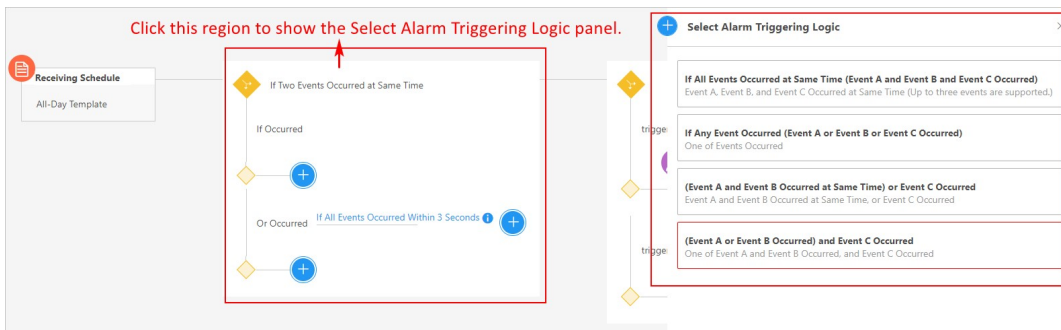 Click this region to show the Select Alarm Triggering Logic panel.
Receiving Schedule
All-Day Template
If Two Events Occurred at Same Time
If Occurred
Or Occurred
If All Events Occurred Within 3 Seconds
trigge
trigge
Select Alarm Triggering Logic
If All Events Occurred at Same Time (Event A and Event B and Event C Occurred)
Event A, Event B, and Event C Occurred at Same Time (Up to three events are supported.)
If Any Event Occurred (Event A or Event B or Event C Occurred)
One of Events Occurred
(Event A and Event B Occurred at Same Time) or Event C Occurred
Event A and Event B Occurred at Same Time, or Event C Occurred
(Event A or Event B Occurred) and Event C Occurred
One of Event A and Event B Occurred, and Event C Occurred